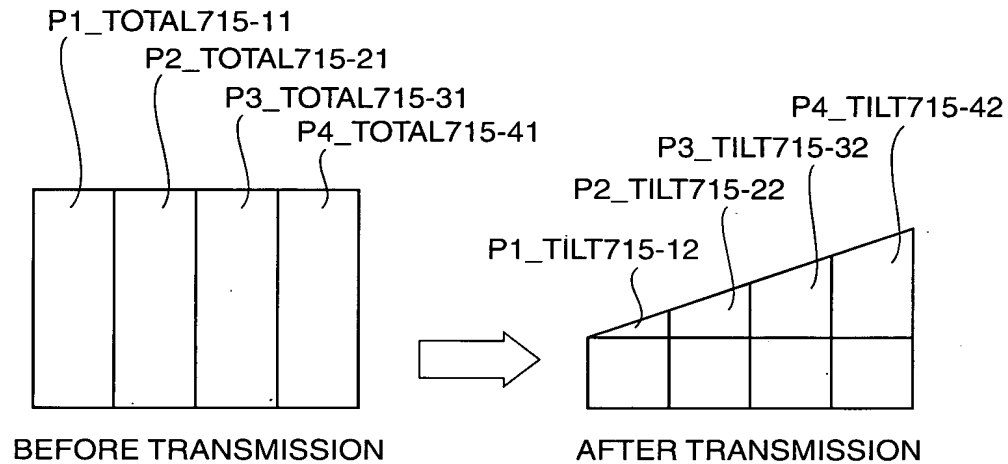 P1_TOTAL715-11
P2_TOTAL715-21
P3_TOTAL715-31
P4_TOTAL715-41
BEFORE TRANSMISSION
P4_TILT715-42
P3_TILT715-32
P2_TILT715-22
P1_TILT715-12
AFTER TRANSMISSION